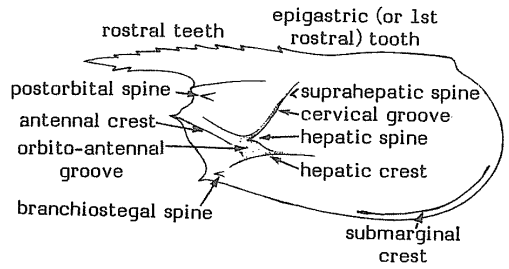 rostral teeth
epigastric (or 1st
rostral) tooth
postorbital spine
antennal crest
orbito-antennal
groove
branchiostegal spine
suprahepatic spine
cervical groove
hepatic spine
hepatic crest
submarginal
crest